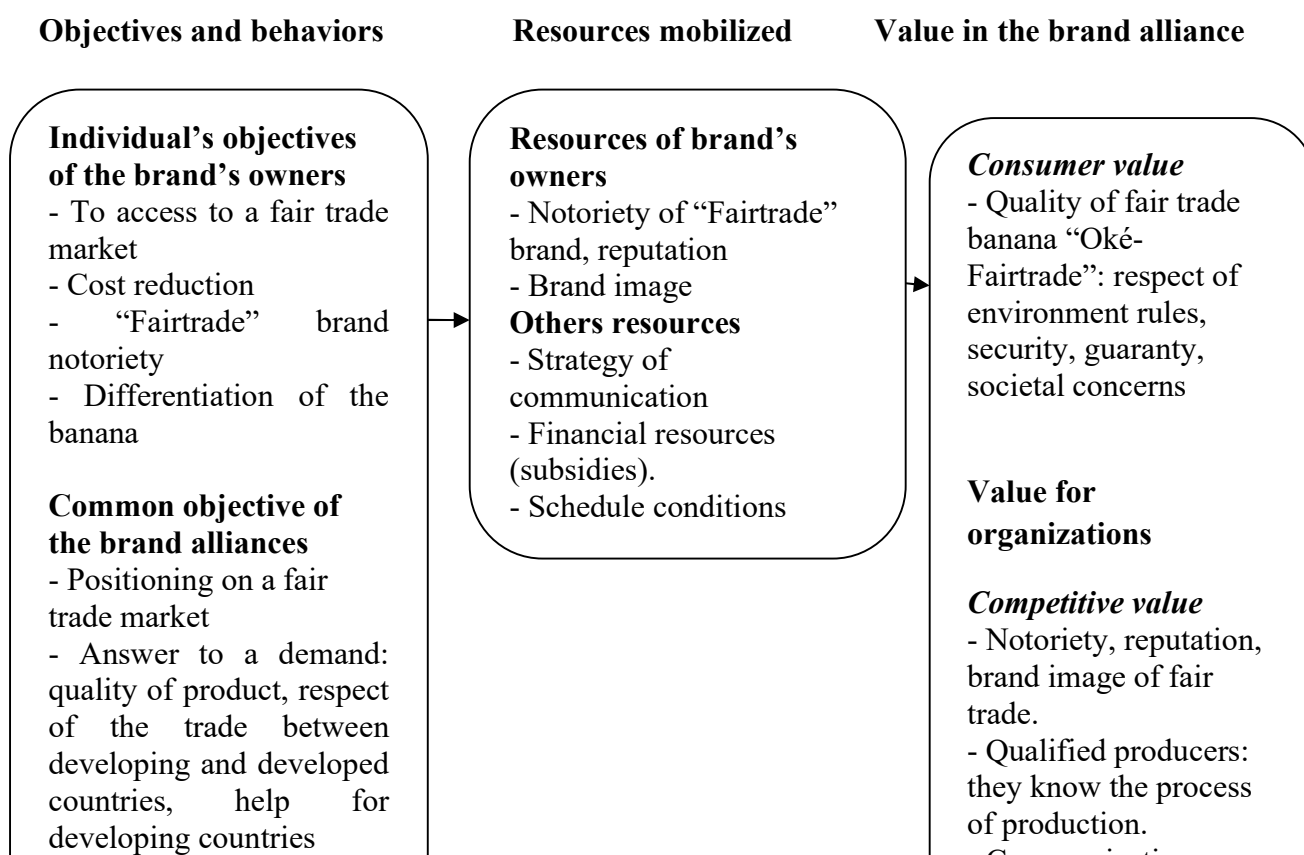 Objectives and behaviors
Resources mobilized
Value in the brand alliance
Individual’s objectives
of the brand’s owners
- To access to a fair trade
market
- Cost reduction
- “Fairtrade” brand
notoriety
- Differentiation of the
banana
Common objective of
the brand alliances
- Positioning on a fair
trade market
- Answer to a demand:
quality of product, respect
of the trade between
developing and developed
countries, help for
developing countries
Resources of brand’s
owners
- Notoriety of “Fairtrade”
brand, reputation
- Brand image
Others resources
- Strategy of
communication
- Financial resources
(subsidies).
- Schedule conditions
Consumer value
- Quality of fair trade
banana “Oké-
Fairtrade”: respect of
environment rules,
security, guaranty,
societal concerns
Value for
organizations
Competitive value
- Notoriety, reputation,
brand image of fair
trade.
- Qualified producers:
they know the process
of production.